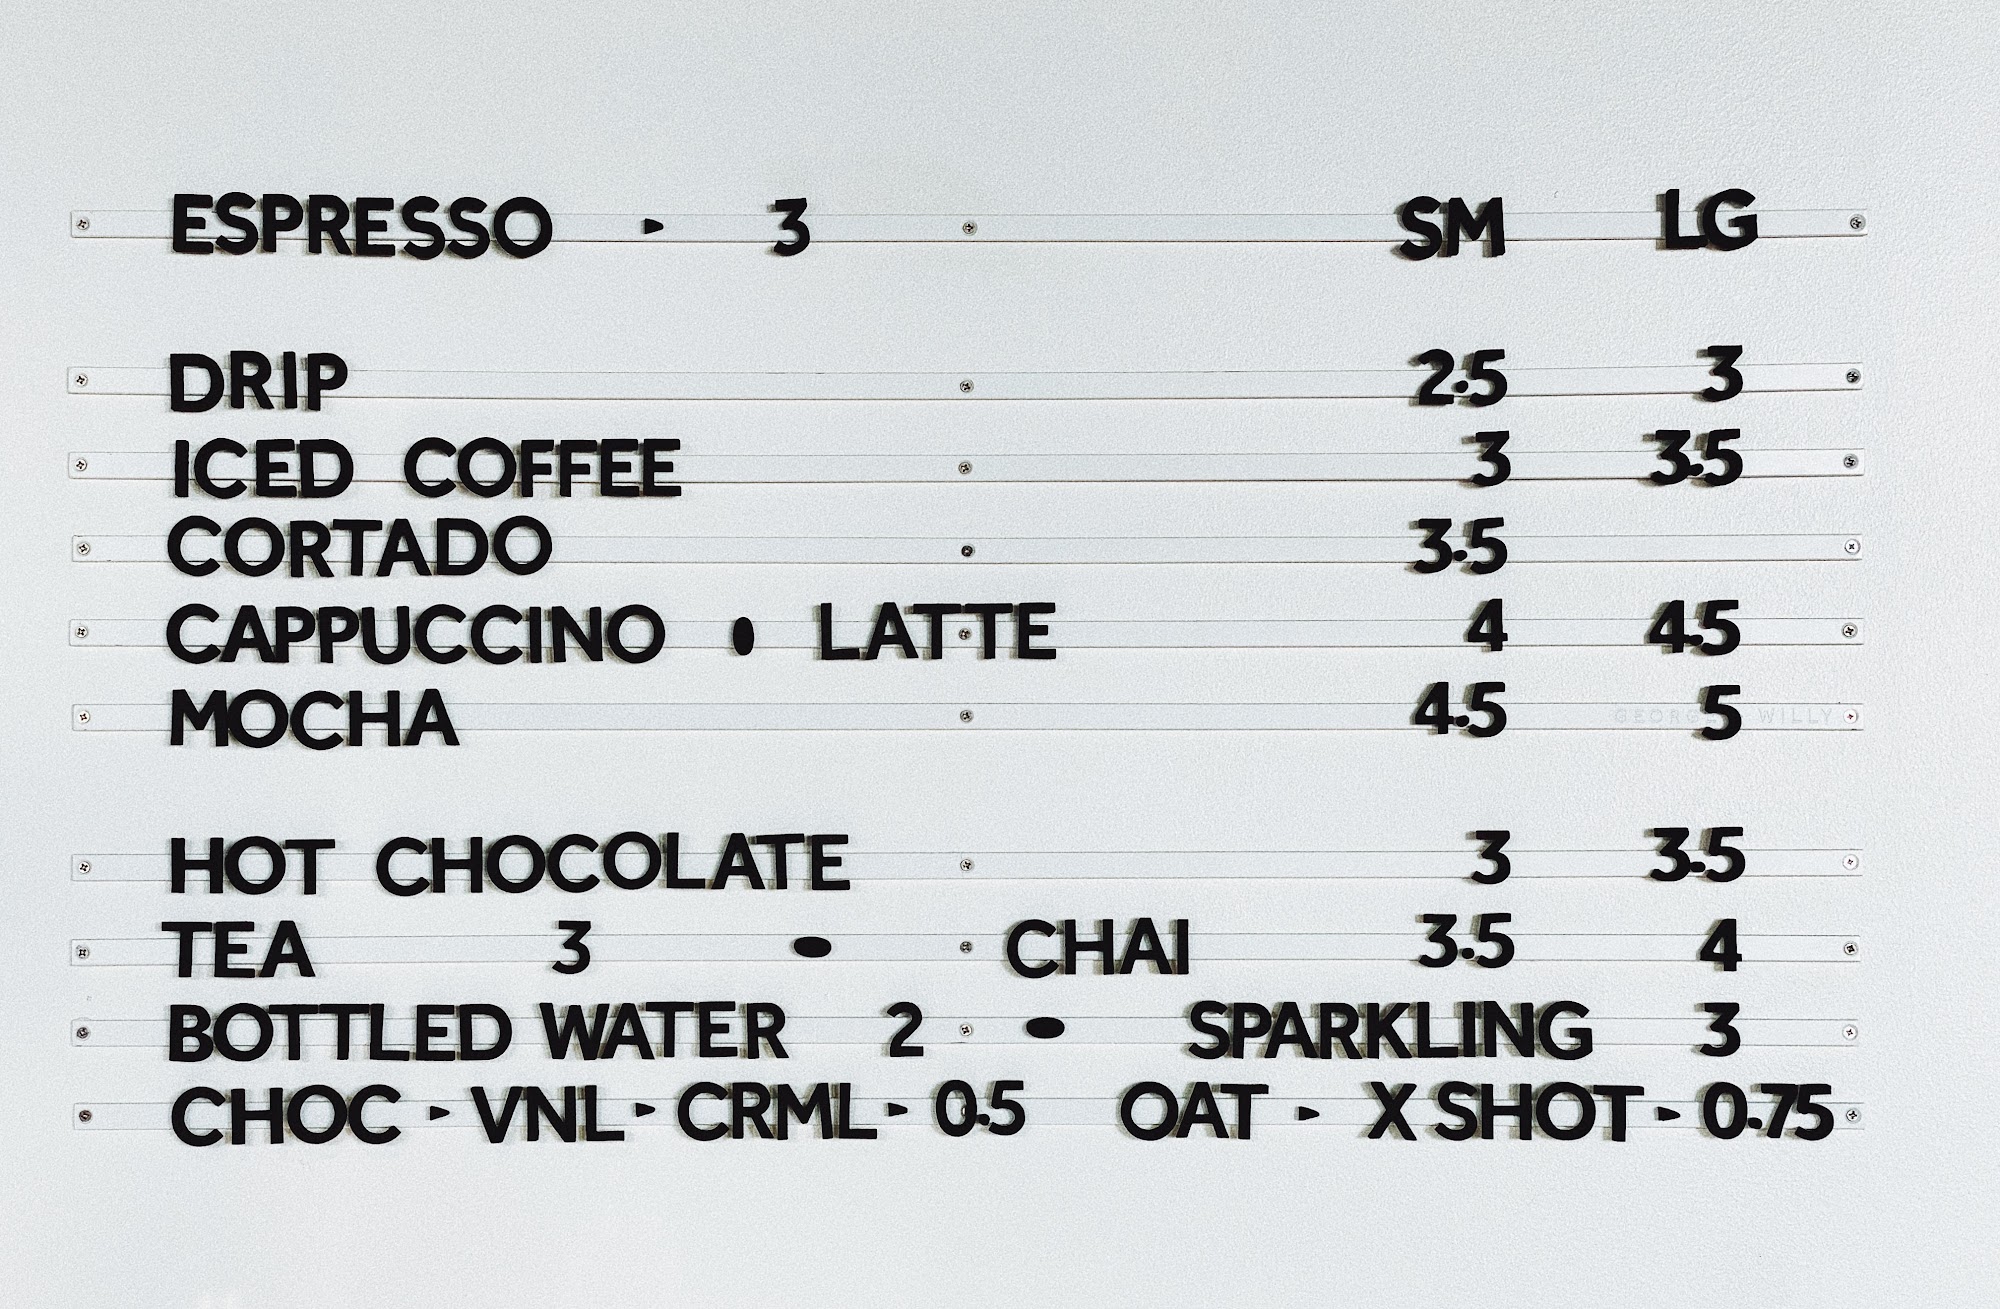 ESPRESSO ▸ 3 SM LG
DRIP 2.5 3
ICED COFFEE 3 3.5
CORTADO 3.5
CAPPUCCINO • LATTE 4 4.5
MOCHA 4.5 5
HOT CHOCOLATE 3 3.5
TEA 3 • CHAI 3.5 4
BOTTLED WATER 2 • SPARKLING 3
CHOC ▸ VNL ▸ CRML ▸ 0.5 OAT ▸ X SHOT ▸ 0.75